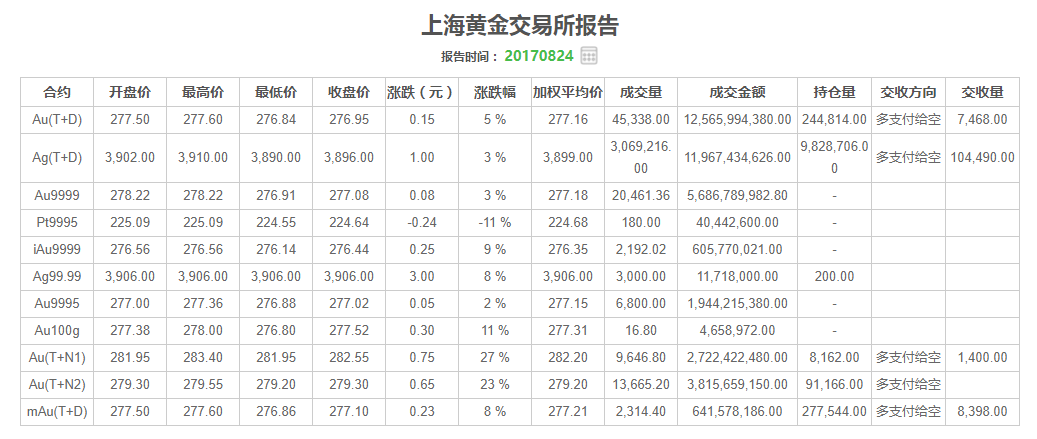 上海黄金交易所报告
报告时间： 20170824
合约 开盘价 最高价 最低价 收盘价 涨跌（元） 涨跌幅 加权平均价 成交量 成交金额 持仓量 交收方向 交收量
Au(T+D) 277.50 277.60 276.84 276.95 0.15 5 % 277.16 45,338.00 12,565,994,380.00 244,814.00 多支付给空 7,468.00
Ag(T+D) 3,902.00 3,910.00 3,890.00 3,896.00 1.00 3 % 3,899.00 3,069,216.00 11,967,434,626.00 9,828,706.00 多支付给空 104,490.00
Au9999 278.22 278.22 276.91 277.08 0.08 3 % 277.18 20,461.36 5,686,789,982.80 -
Pt9995 225.09 225.09 224.55 224.64 -0.24 -11 % 224.68 180.00 40,442,600.00 -
iAu9999 276.56 276.56 276.14 276.44 0.25 9 % 276.35 2,192.02 605,770,021.00 -
Ag99.99 3,906.00 3,906.00 3,906.00 3,906.00 3.00 8 % 3,906.00 3,000.00 11,718,000.00 200.00
Au9995 277.00 277.36 276.88 277.02 0.05 2 % 277.15 6,800.00 1,944,215,380.00 -
Au100g 277.38 278.00 276.80 277.52 0.30 11 % 277.31 16.80 4,658,972.00 -
Au(T+N1) 281.95 283.40 281.95 282.55 0.75 27 % 282.20 9,646.80 2,722,422,480.00 8,162.00 多支付给空 1,400.00
Au(T+N2) 279.30 279.55 279.20 279.30 0.65 23 % 279.20 13,665.20 3,815,659,150.00 91,166.00 多支付给空
mAu(T+D) 277.50 277.60 276.86 277.10 0.23 8 % 277.21 2,314.40 641,578,186.00 277,544.00 多支付给空 8,398.00